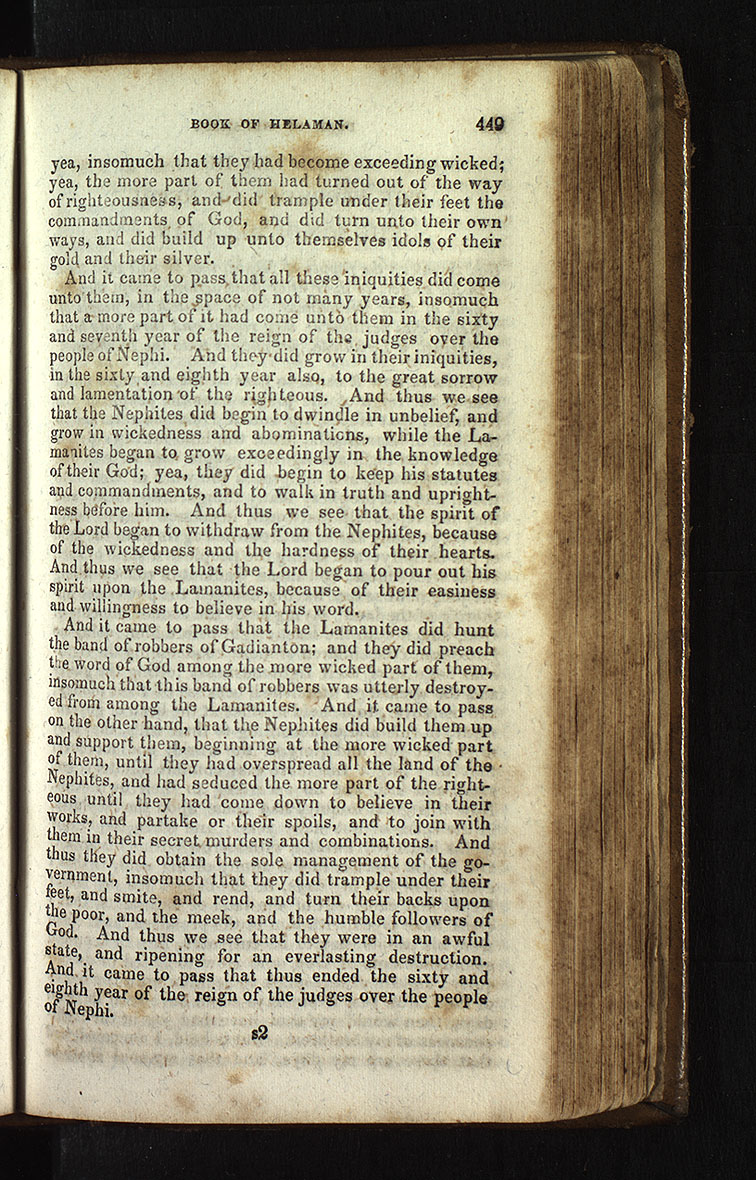 BOOK OF HELAMAN. 449
yea, insomuch that they had become exceeding wicked;
yea, the more part of them had turned out of the way
of righteousness, and did trample under their feet the
commandments of God, and did turn unto their own
ways, and did build up unto themselves idols of their
gold and their silver.
And it came to pass that all these iniquities did come
unto them, in the space of not many years, insomuch
that a more part of it had come unto them in the sixty
and seventh year of the reign of the judges over the
people of Nephi. And they did grow in their iniquities,
in the sixty and eighth year also, to the great sorrow
and lamentation of the righteous. And thus we see
that the Nephites did begin to dwindle in unbelief, and
grow in wickedness and abominations, while the La-
manites began to grow exceedingly in the knowledge
of their God; yea, they did begin to keep his statutes
and commandments, and to walk in truth and upright-
ness before him. And thus we see that the spirit of
the Lord began to withdraw from the Nephites, because
of the wickedness and the hardness of their hearts.
And thus we see that the Lord began to pour out his
spirit upon the Lamanites, because of their easiness
and willingness to believe in his word.
And it came to pass that the Lamanites did hunt
the band of robbers of Gadianton; and they did preach
the word of God among the more wicked part of them,
insomuch that this band of robbers was utterly destroy-
ed from among the Lamanites. And it came to pass
on the other hand, that the Nephites did build them up
and support them, beginning at the more wicked part
of them, until they had overspread all the land of the
Nephites, and had seduced the more part of the right-
eous until they had come down to believe in their
works, and partake or their spoils, and to join with
them in their secret murders and combinations. And
thus they did obtain the sole management of the go-
vernment, insomuch that they did trample under their
feet, and smite, and rend, and turn their backs upon
the poor, and the meek, and the humble followers of
God. And thus we see that they were in an awful
state, and ripening for an everlasting destruction.
And it came to pass that thus ended the sixty and
eighth year of the reign of the judges over the people
of Nephi.
s2